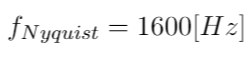 f_{Nyquist} = 1600[Hz]